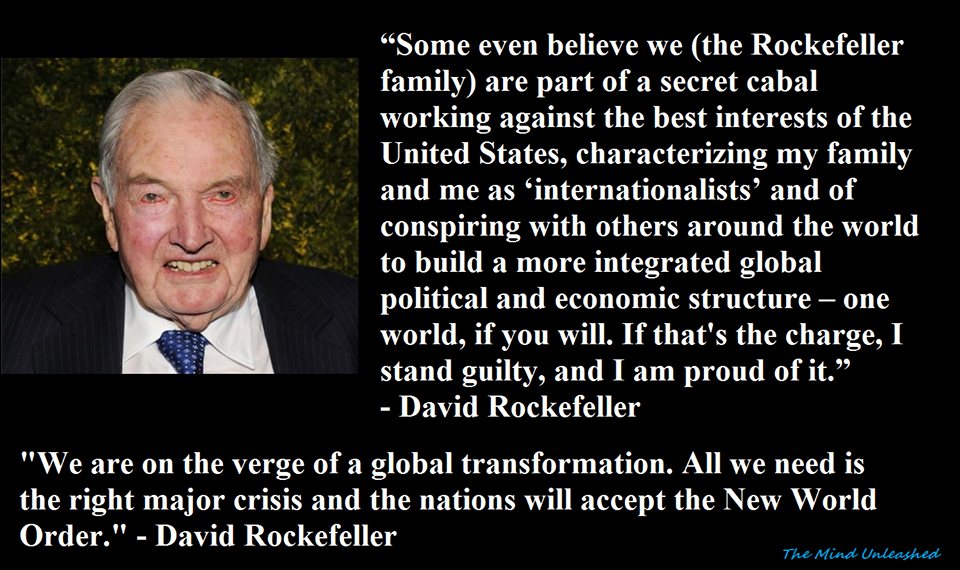 “Some even believe we (the Rockefeller
family) are part of a secret cabal
working against the best interests of the
United States, characterizing my family
and me as ‘internationalists’ and of
conspiring with others around the world
to build a more integrated global
political and economic structure – one
world, if you will. If that's the charge, I
stand guilty, and I am proud of it.”
- David Rockefeller
"We are on the verge of a global transformation. All we need is
the right major crisis and the nations will accept the New World
Order." - David Rockefeller
The Mind Unleashed